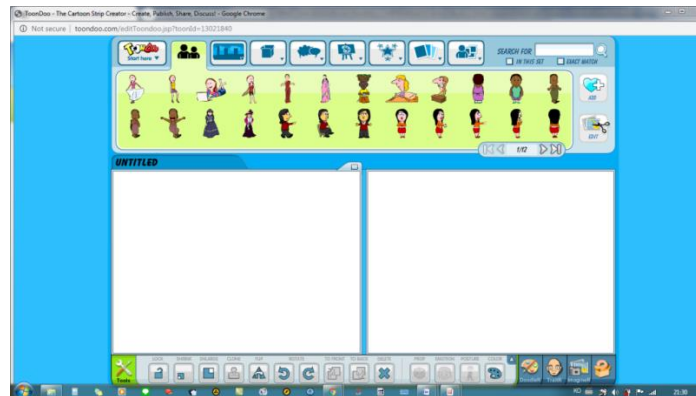 ToonDoo - The Cartoon Strip Creator - Create, Publish, Share, Discuss! - Google Chrome
Not secure | toondoo.com/editToondoo.jsp?toonId=13021840
Start here
SEARCH FOR
IN THIS SET
EXACT MATCH
ADD
EDIT
1/12
UNTITLED
LOCK
SHRINK
ENLARGE
CLONE
FLIP
ROTATE
TO FRONT
TO BACK
DELETE
PROP
EMOTION
POSTURE
COLOR
Tools
DoodleR
TraitR
ImagineR
21:30